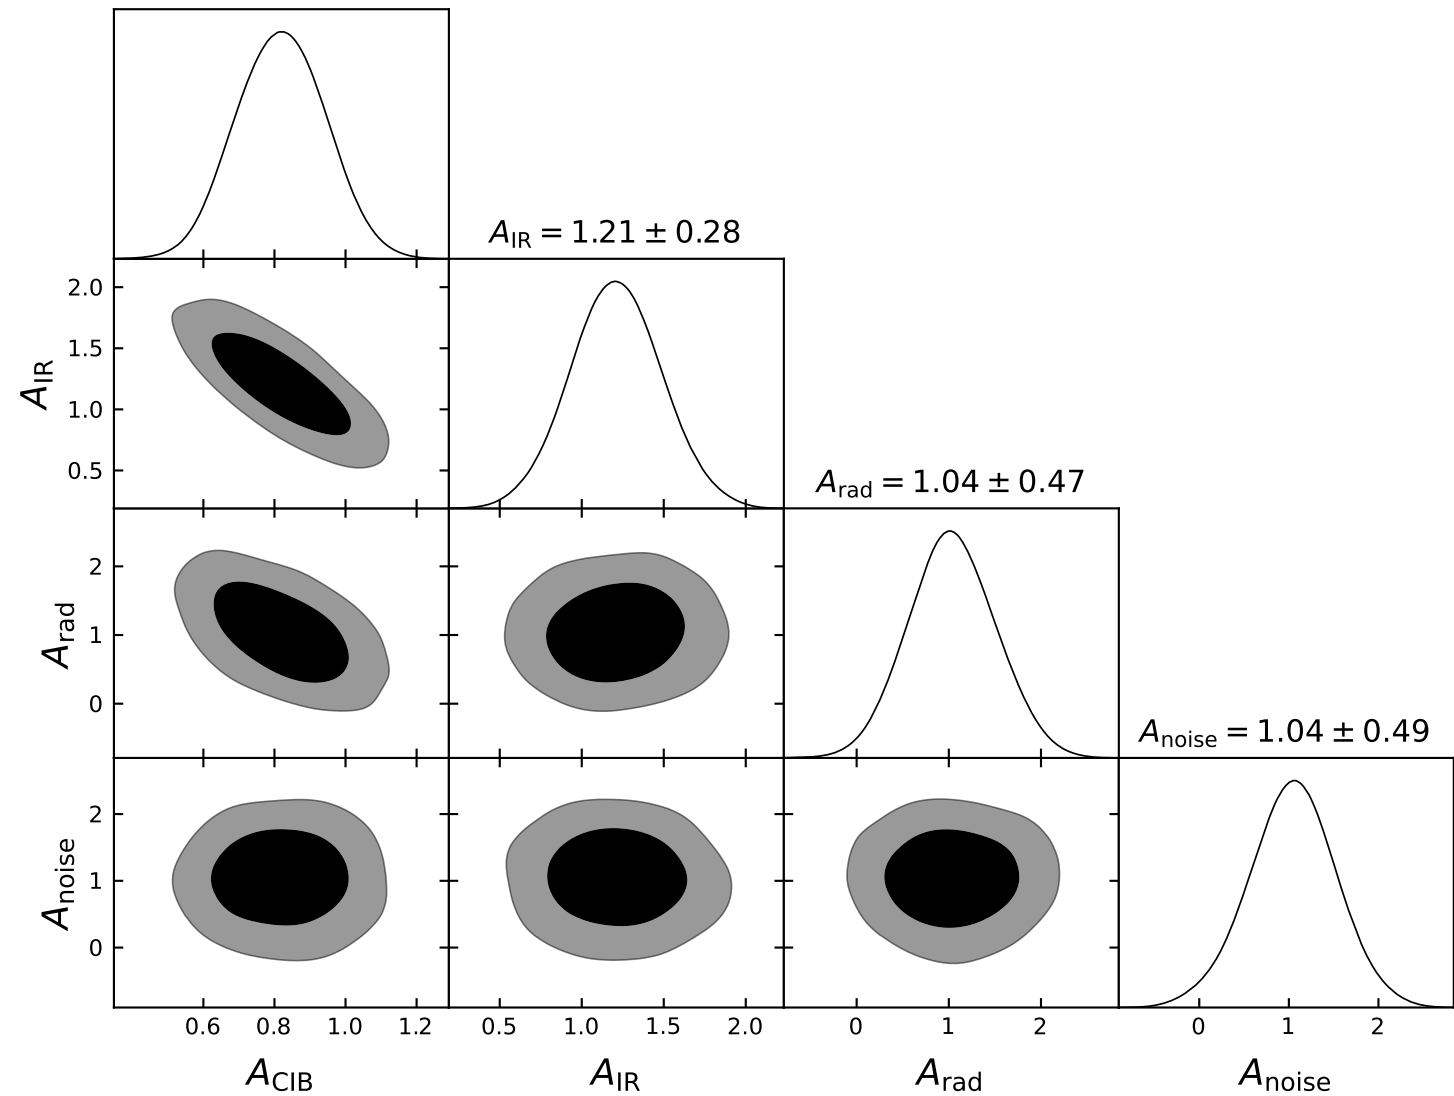 A_IR = 1.21 ± 0.28
2.0
1.5
1.0
0.5
A_IR
A_rad = 1.04 ± 0.47
2
1
0
A_rad
A_noise = 1.04 ± 0.49
2
1
0
A_noise
0.6 0.8 1.0 1.2 0.5 1.0 1.5 2.0 0 1 2 0 1 2
A_CIB A_IR A_rad A_noise